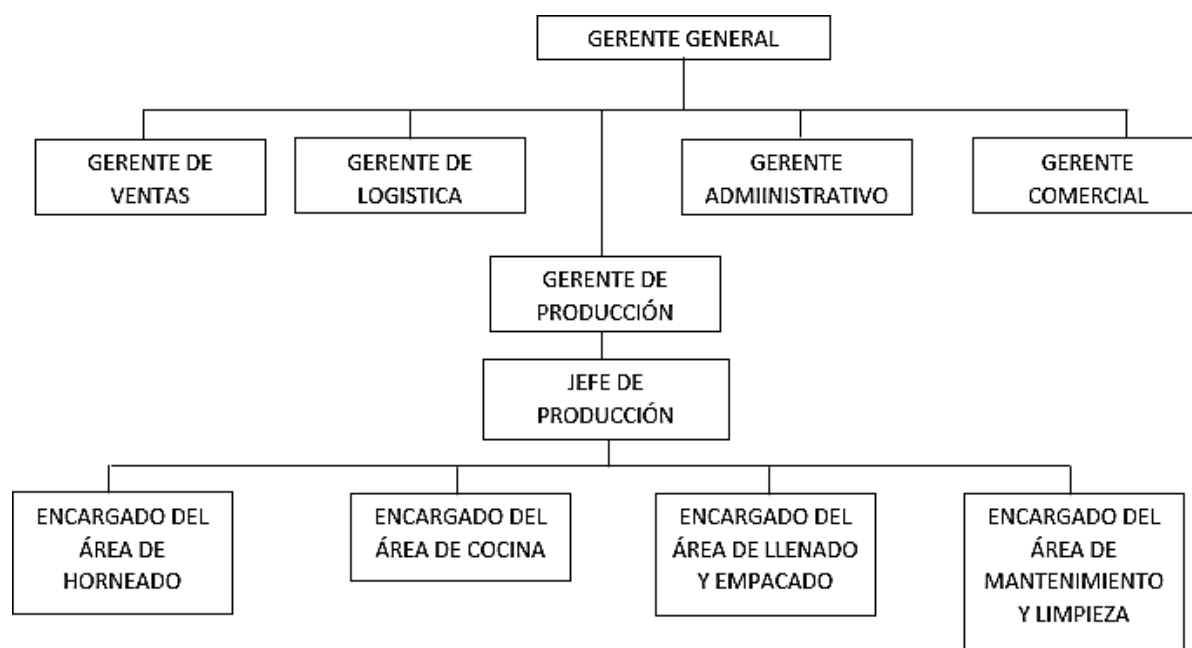 GERENTE GENERAL
GERENTE DE
VENTAS
GERENTE DE
LOGISTICA
GERENTE
ADMIINISTRATIVO
GERENTE
COMERCIAL
GERENTE DE
PRODUCCIÓN
JEFE DE
PRODUCCIÓN
ENCARGADO DEL
ÁREA DE
HORNEADO
ENCARGADO DEL
ÁREA DE COCINA
ENCARGADO DEL
ÁREA DE LLENADO
Y EMPACADO
ENCARGADO DEL
ÁREA DE
MANTENIMIENTO
Y LIMPIEZA